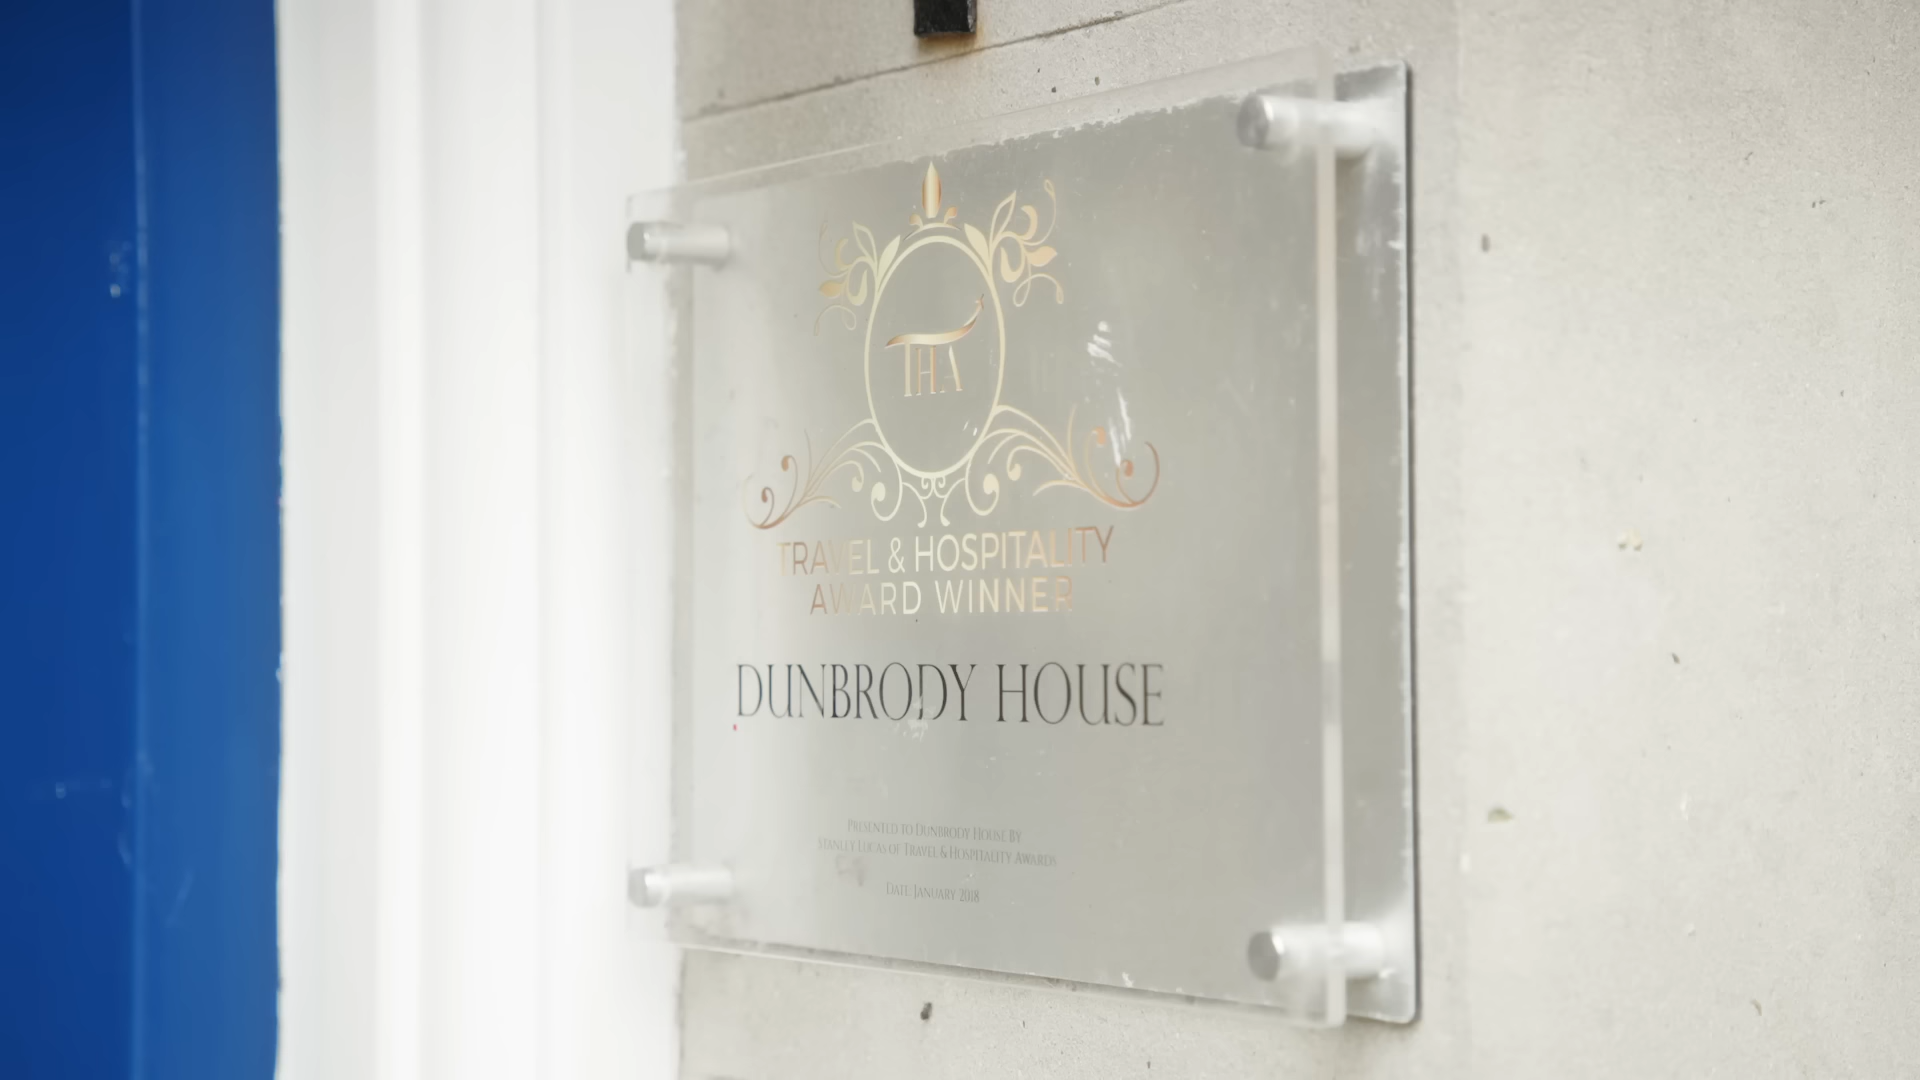 THA
TRAVEL & HOSPITALITY
AWARD WINNER
DUNBRODY HOUSE
PRESENTED TO DUNBRODY HOUSE BY
STANLEY LUCAS OF TRAVEL & HOSPITALITY AWARDS
DATE JANUARY 2018